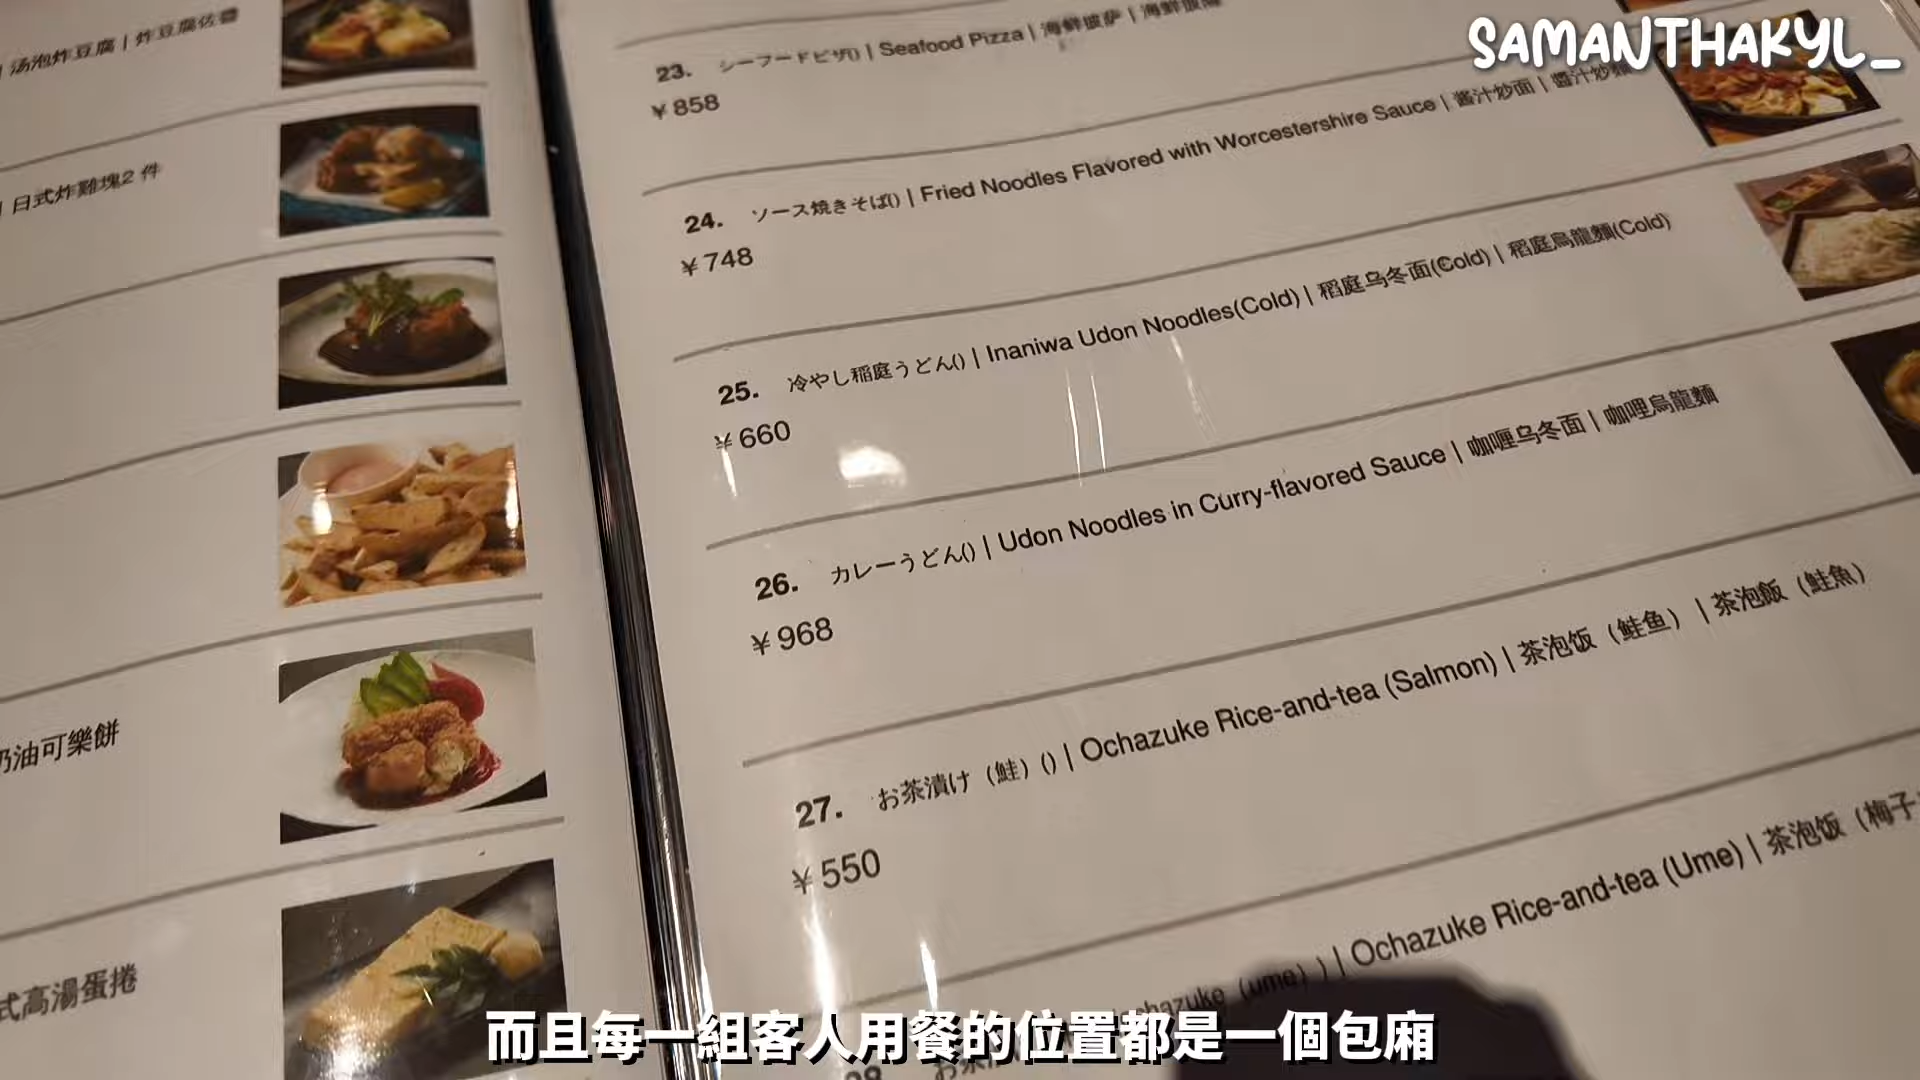 SAMANTHAKYL_
汤泡炸豆腐 | 炸豆腐佐醬
日式炸雞塊2 件
奶油可樂餅
式高湯蛋捲
23. シーフードピザ() | Seafood Pizza | 海鲜披萨 | 海鮮披薩
¥858
24. ソース焼きそば() | Fried Noodles Flavored with Worcestershire Sauce | 酱汁炒面 | 醬汁炒麵
¥748
25. 冷やし稲庭うどん() | Inaniwa Udon Noodles(Cold) | 稻庭乌冬面(Cold) | 稻庭烏龍麵(Cold)
¥660
26. カレーうどん() | Udon Noodles in Curry-flavored Sauce | 咖喱乌冬面 | 咖哩烏龍麵
¥968
27. お茶漬け（鮭）() | Ochazuke Rice-and-tea (Salmon) | 茶泡饭（鲑鱼） | 茶泡飯（鮭魚）
¥550
(ume) ) | Ochazuke Rice-and-tea (Ume) | 茶泡饭（梅子
而且每一組客人用餐的位置都是一個包廂